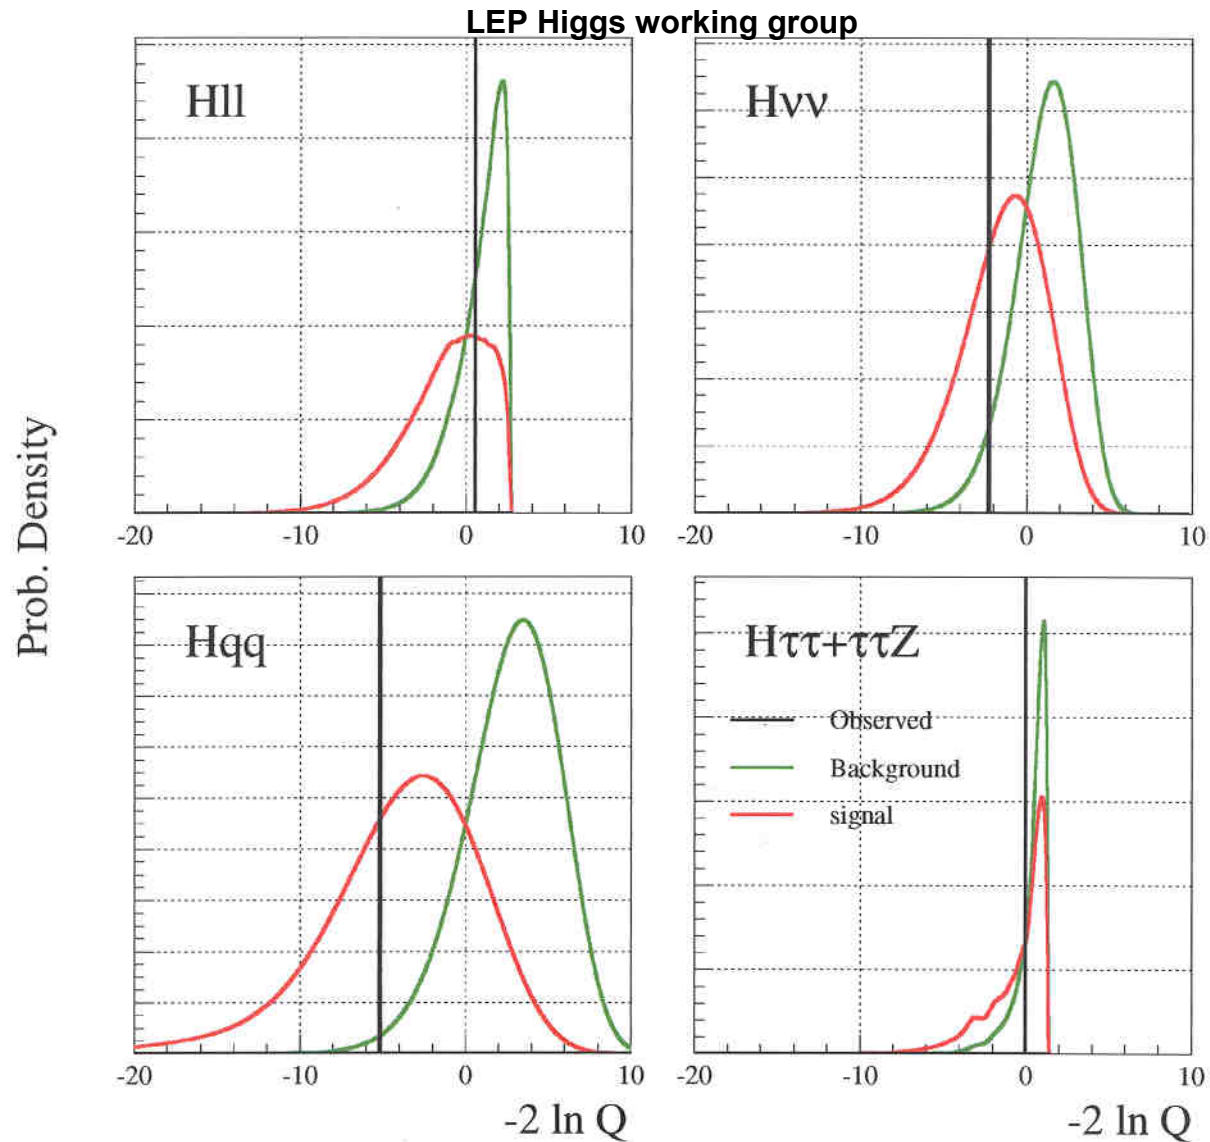 LEP Higgs working group
Prob. Density
Hll
-20 -10 0 10
Hνν
-20 -10 0 10
Hqq
-20 -10 0 10
-2 ln Q
Hττ+ττZ
Observed
Background
signal
-20 -10 0 10
-2 ln Q